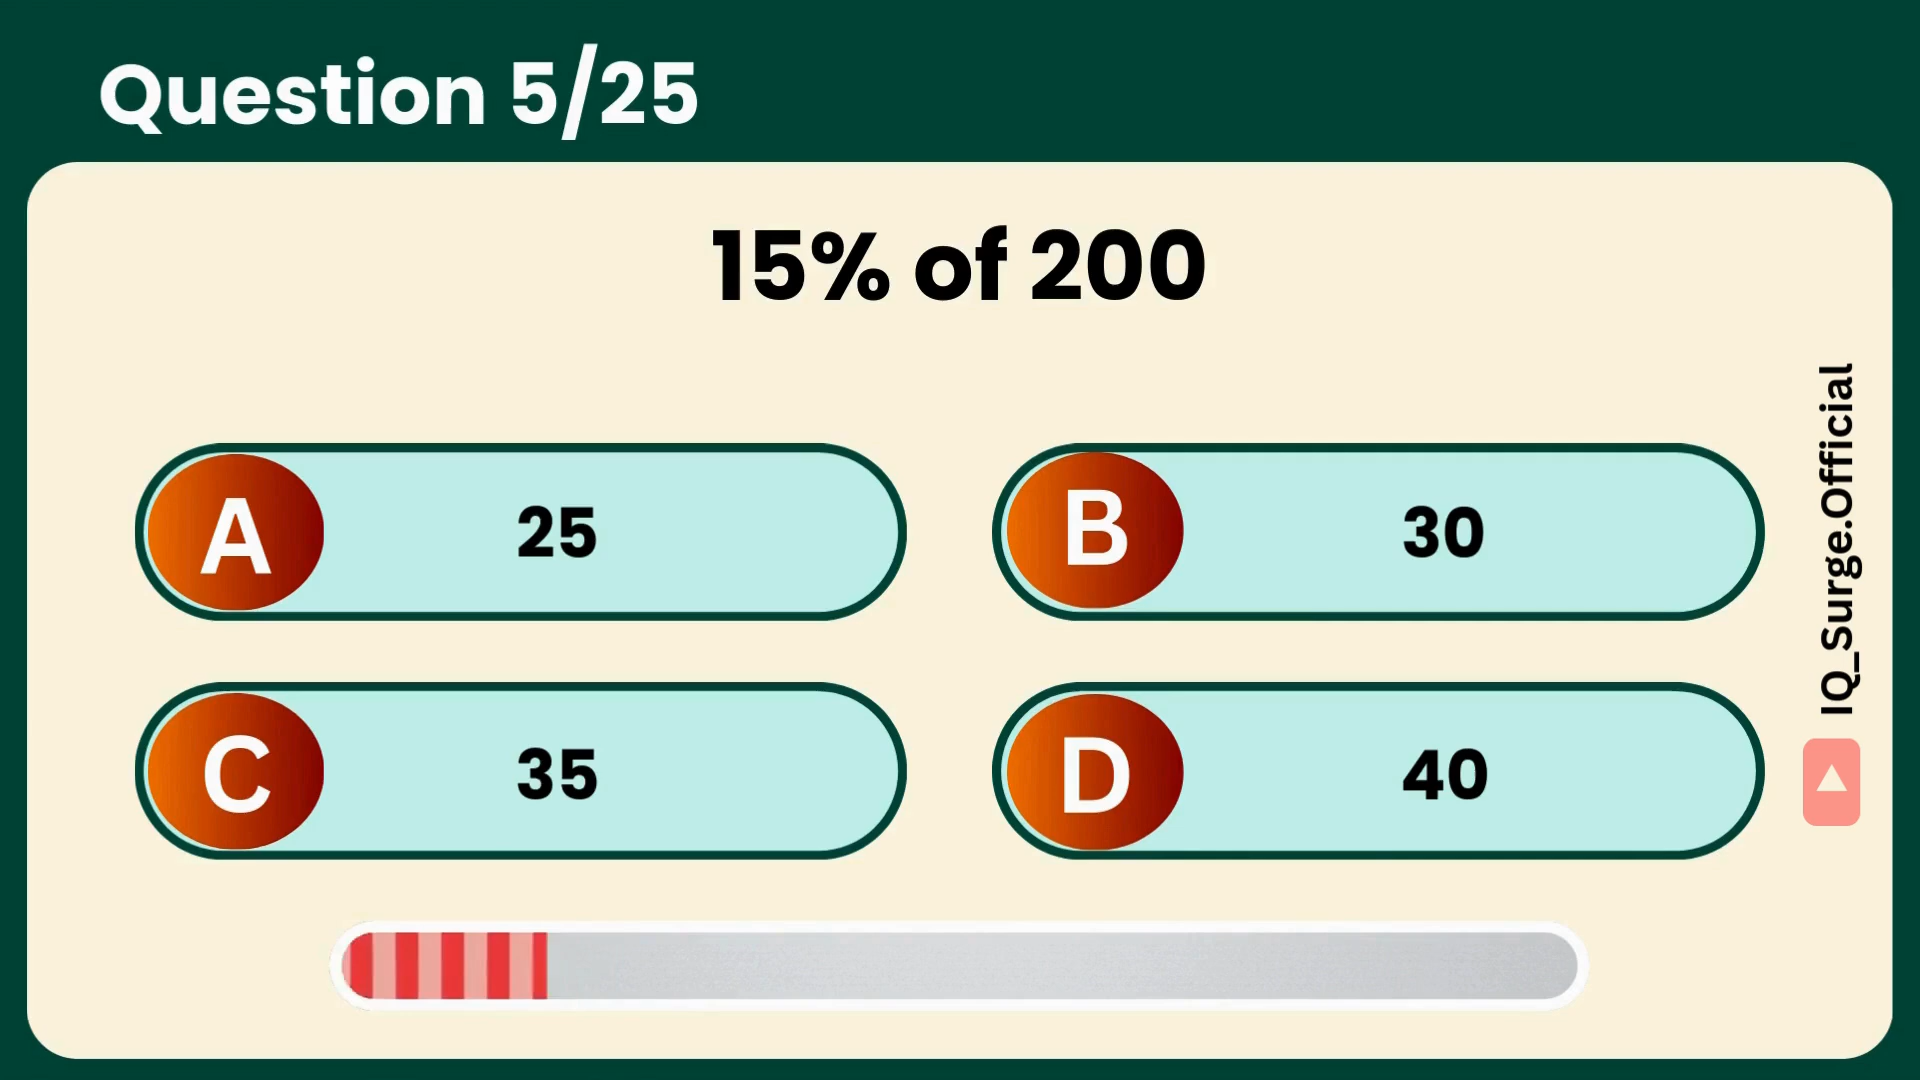 Question 5/25
15% of 200
A 25
B 30
C 35
D 40
IQ_Surge.Official